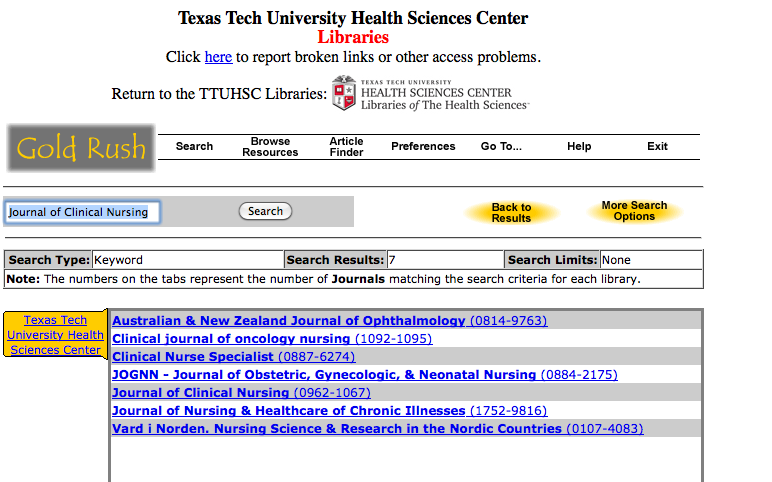 Texas Tech University Health Sciences Center
Libraries
Click here to report broken links or other access problems.
Return to the TTUHSC Libraries:
TEXAS TECH UNIVERSITY
HEALTH SCIENCES CENTER
Libraries of The Health Sciences™
Gold Rush
Search
Browse Resources
Article Finder
Preferences
Go To...
Help
Exit
Journal of Clinical Nursing
Search
Back to Results
More Search Options
Search Type: Keyword Search Results: 7 Search Limits: None
Note: The numbers on the tabs represent the number of Journals matching the search criteria for each library.
Texas Tech
University Health
Sciences Center
Australian & New Zealand Journal of Ophthalmology (0814-9763)
Clinical journal of oncology nursing (1092-1095)
Clinical Nurse Specialist (0887-6274)
JOGNN - Journal of Obstetric, Gynecologic, & Neonatal Nursing (0884-2175)
Journal of Clinical Nursing (0962-1067)
Journal of Nursing & Healthcare of Chronic Illnesses (1752-9816)
Vard i Norden. Nursing Science & Research in the Nordic Countries (0107-4083)